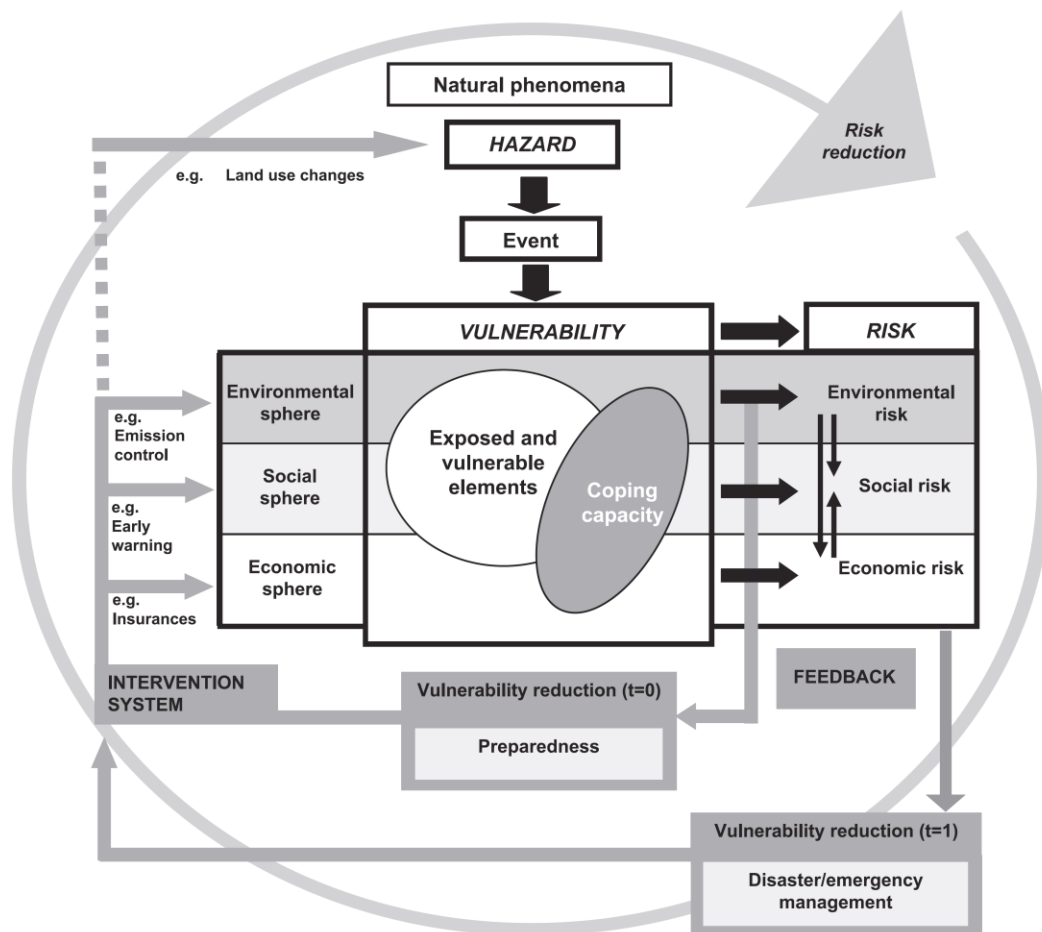 Natural phenomena
Risk
reduction
HAZARD
e.g. Land use changes
Event
VULNERABILITY
RISK
Environmental
sphere
Environmental
risk
e.g.
Emission
control
Exposed and
vulnerable
elements
Social
sphere
Coping
capacity
Social risk
e.g.
Early
warning
Economic
sphere
Economic risk
e.g.
Insurances
INTERVENTION
SYSTEM
Vulnerability reduction (t=0)
Preparedness
FEEDBACK
Vulnerability reduction (t=1)
Disaster/emergency
management